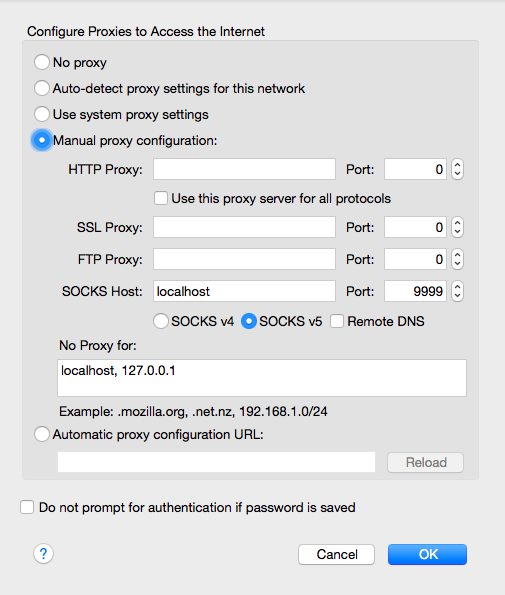 Configure Proxies to Access the Internet
No proxy
Auto-detect proxy settings for this network
Use system proxy settings
Manual proxy configuration:
HTTP Proxy: Port: 0
Use this proxy server for all protocols
SSL Proxy: Port: 0
FTP Proxy: Port: 0
SOCKS Host: localhost Port: 9999
SOCKS v4 SOCKS v5 Remote DNS
No Proxy for:
localhost, 127.0.0.1
Example: .mozilla.org, .net.nz, 192.168.1.0/24
Automatic proxy configuration URL:
Reload
Do not prompt for authentication if password is saved
? Cancel OK